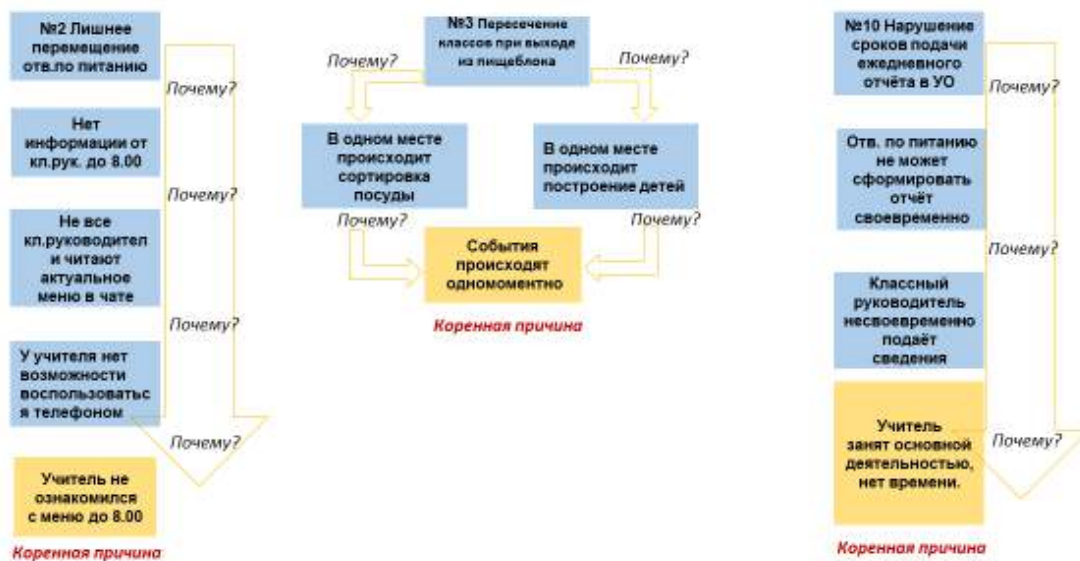 №2 Лишнее
перемещение
отв.по питанию
Почему?
Нет
информации от
кл.рук. до 8.00
Почему?
Не все
кл.руководител
и читают
актуальное
меню в чате
Почему?
У учителя нет
возможности
воспользоватьс
я телефоном
Почему?
Учитель не
ознакомился
с меню до 8.00
Коренная причина
№3 Пересечение
классов при выходе
из пищеблока
Почему?
Почему?
В одном месте
происходит
сортировка
посуды
В одном месте
происходит
построение детей
Почему?
Почему?
События
происходят
одномоментно
Коренная причина
№10 Нарушение
сроков подачи
ежедневного
отчёта в УО
Почему?
Отв. по питанию
не может
сформировать
отчёт
своевременно
Почему?
Классный
руководитель
несвоевременно
подаёт
сведения
Почему?
Учитель
занят основной
деятельностью,
нет времени.
Коренная причина